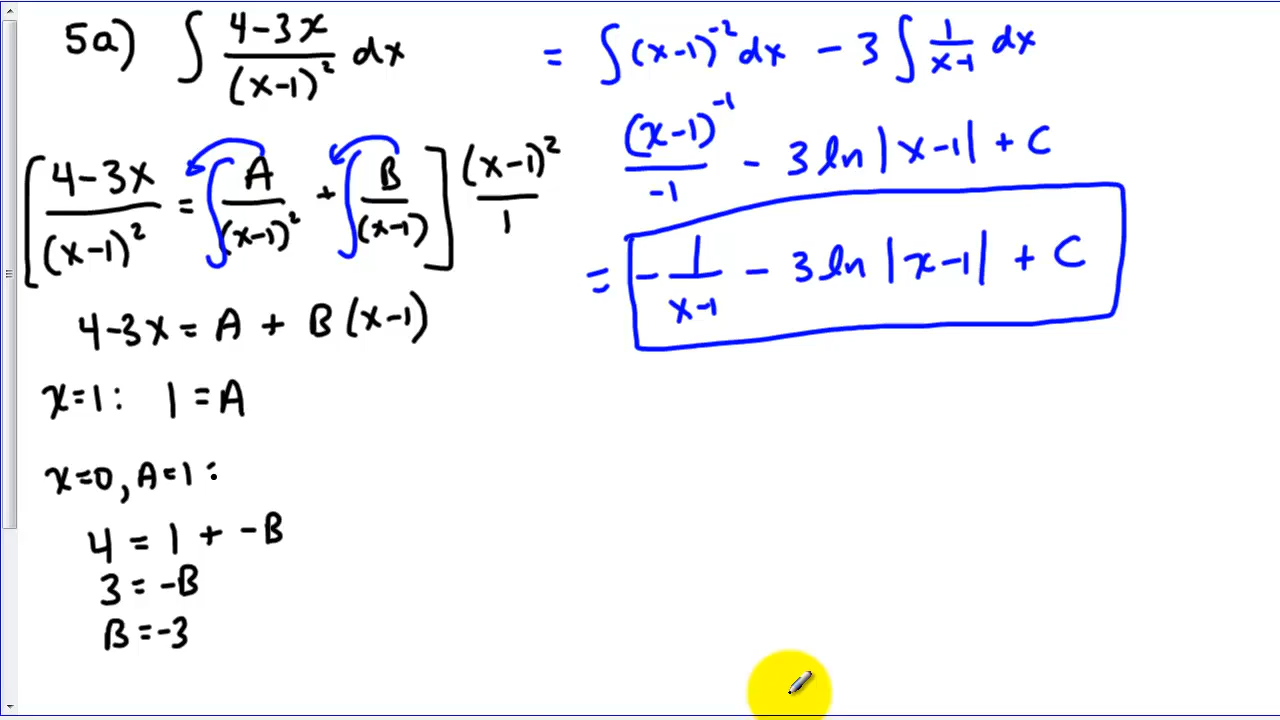 5a) ∫ (4-3x)/(x-1)² dx
[(4-3x)/(x-1)² = ∫ A/(x-1)² + ∫ B/(x-1)] (x-1)²/1
4-3x = A + B(x-1)
x=1: 1 = A
x=0, A=1:
4 = 1 + -B
3 = -B
B = -3
= ∫(x-1)⁻² dx - 3 ∫ 1/(x-1) dx
(x-1)⁻¹/-1 - 3 ln|x-1| + C
= -1/(x-1) - 3 ln|x-1| + C